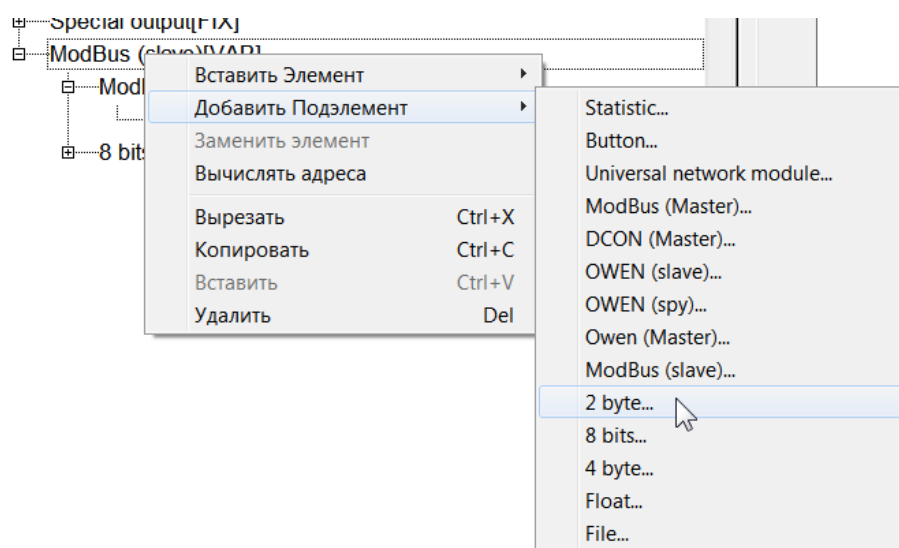 Special output[FIX]
ModBus (slave)[VAR]
Вставить Элемент
Mod
Добавить Подэлемент
Заменить элемент
8 bit
Вычислять адреса
Вырезать Ctrl+X
Копировать Ctrl+C
Вставить Ctrl+V
Удалить Del
Statistic...
Button...
Universal network module...
ModBus (Master)...
DCON (Master)...
OWEN (slave)...
OWEN (spy)...
Owen (Master)...
ModBus (slave)...
2 byte...
8 bits...
4 byte...
Float...
File...